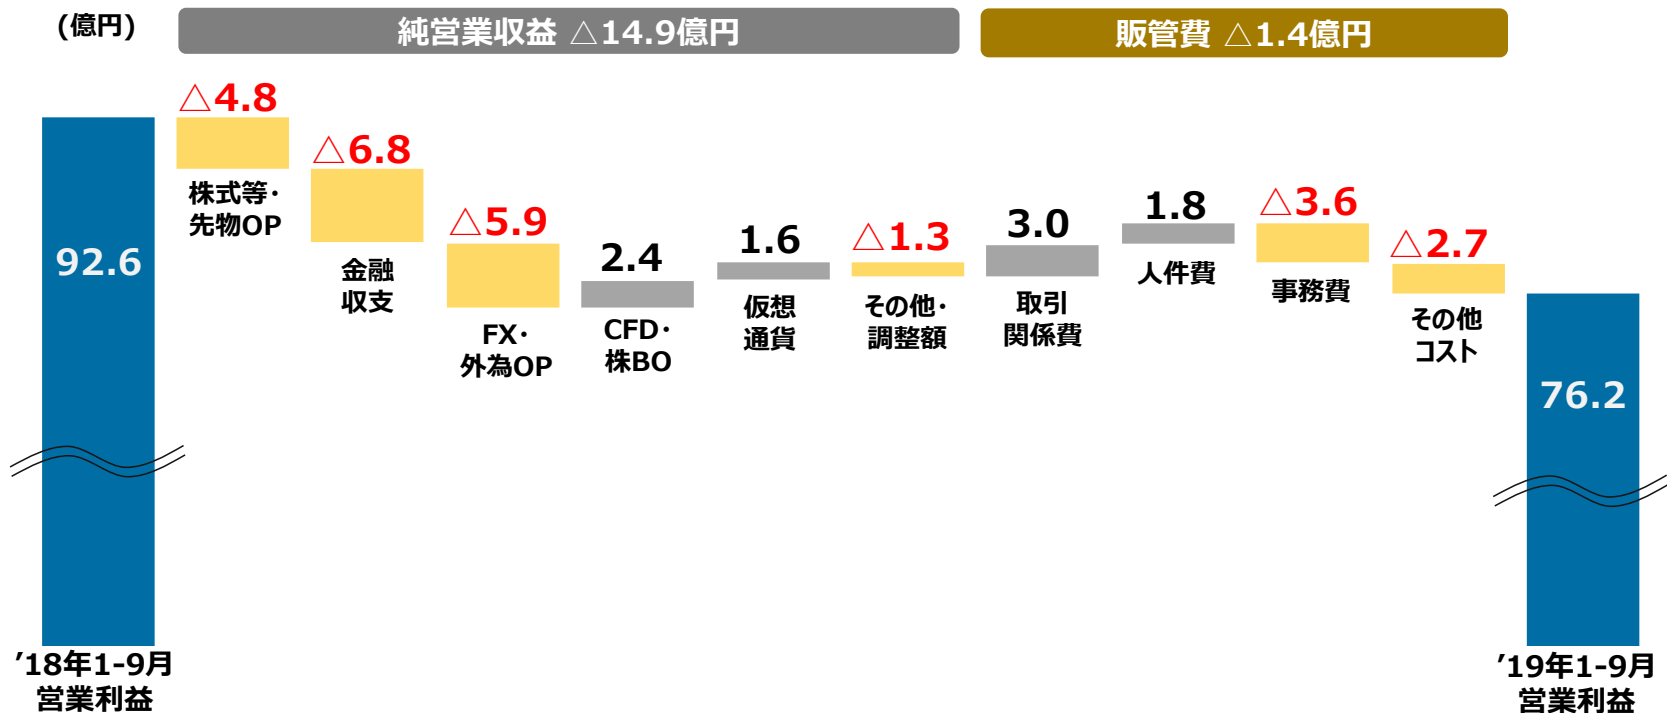 (億円)
純営業収益 △14.9億円
販管費 △1.4億円
92.6
△4.8
株式等・
先物OP
△6.8
金融
収支
△5.9
FX・
外為OP
2.4
CFD・
株BO
1.6
仮想
通貨
△1.3
その他・
調整額
3.0
取引
関係費
1.8
人件費
△3.6
事務費
△2.7
その他
コスト
76.2
'18年1-9月
営業利益
'19年1-9月
営業利益